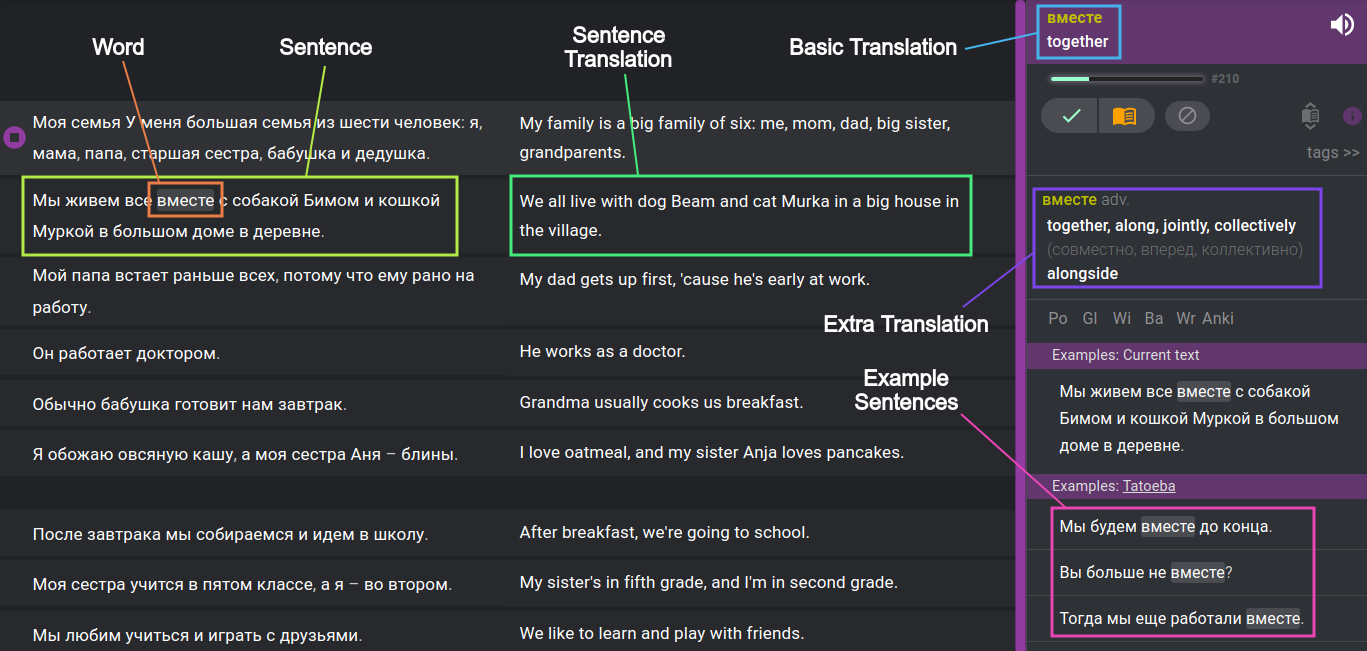 Word
Sentence
Sentence
Translation
Basic Translation
вместе
together
#210
tags >>
Моя семья У меня большая семья из шести человек: я,
мама, папа, старшая сестра, бабушка и дедушка.
My family is a big family of six: me, mom, dad, big sister,
grandparents.
Мы живем все вместе с собакой Бимом и кошкой
Муркой в большом доме в деревне.
We all live with dog Beam and cat Murka in a big house in
the village.
Мой папа встает раньше всех, потому что ему рано на
работу.
My dad gets up first, 'cause he's early at work.
Он работает доктором.
He works as a doctor.
Обычно бабушка готовит нам завтрак.
Grandma usually cooks us breakfast.
Я обожаю овсяную кашу, а моя сестра Аня – блины.
I love oatmeal, and my sister Anja loves pancakes.
После завтрака мы собираемся и идем в школу.
After breakfast, we're going to school.
Моя сестра учится в пятом классе, а я – во втором.
My sister's in fifth grade, and I'm in second grade.
Мы любим учиться и играть с друзьями.
We like to learn and play with friends.
Extra Translation
Example
Sentences
вместе adv.
together, along, jointly, collectively
(совместно, вперед, коллективно)
alongside
Po Gl Wi Ba Wr Anki
Examples: Current text
Мы живем все вместе с собакой
Бимом и кошкой Муркой в большом
доме в деревне.
Examples: Tatoeba
Мы будем вместе до конца.
Вы больше не вместе?
Тогда мы еще работали вместе.